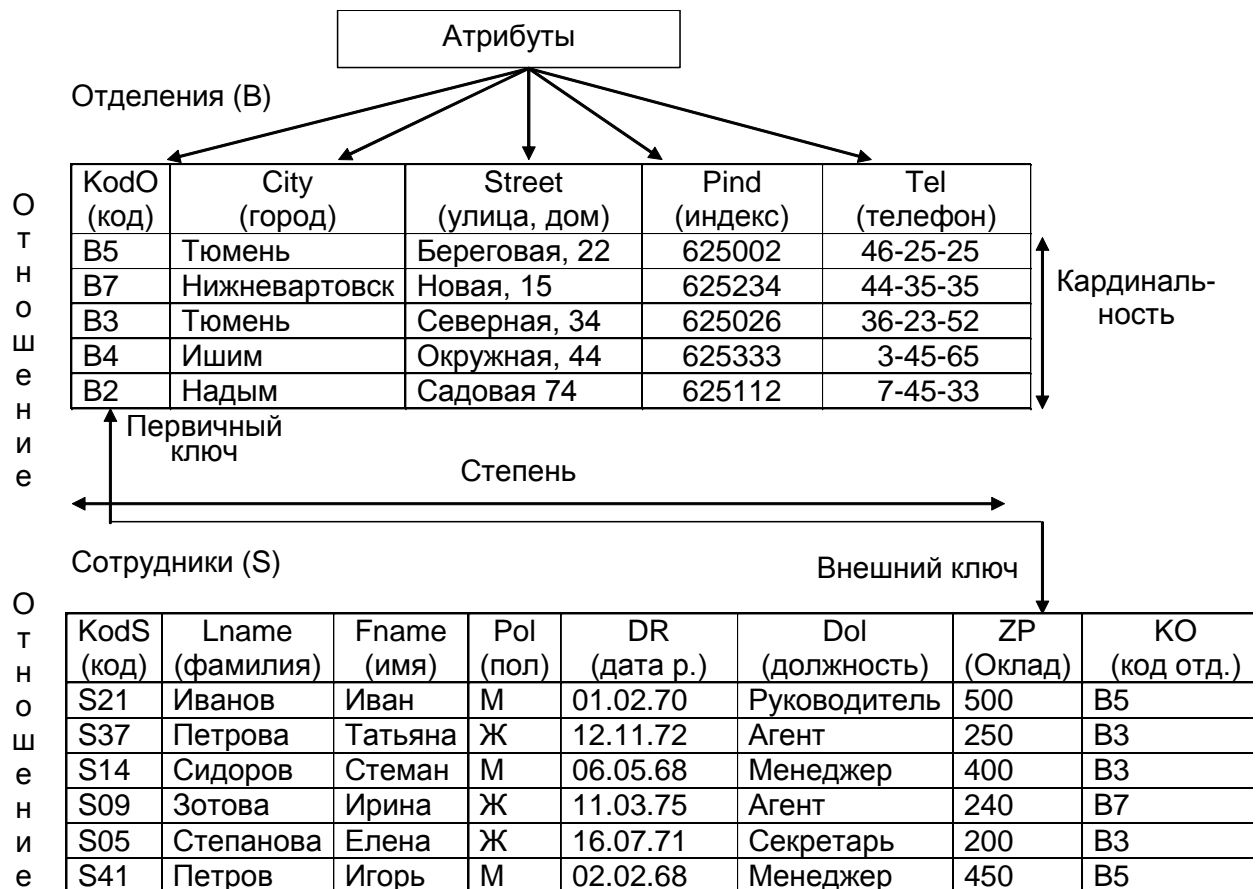 Атрибуты
Отделения (B)
KodO City Street Pind Tel
(код) (город) (улица, дом) (индекс) (телефон)
B5 Тюмень Береговая, 22 625002 46-25-25
B7 Нижневартовск Новая, 15 625234 44-35-35
B3 Тюмень Северная, 34 625026 36-23-52
B4 Ишим Окружная, 44 625333 3-45-65
B2 Надым Садовая 74 625112 7-45-33
Отношение
Кардиналь-
ность
Первичный
ключ
Степень
Сотрудники (S)
Внешний ключ
KodS Lname Fname Pol DR Dol ZP KO
(код) (фамилия) (имя) (пол) (дата р.) (должность) (Оклад) (код отд.)
S21 Иванов Иван М 01.02.70 Руководитель 500 B5
S37 Петрова Татьяна Ж 12.11.72 Агент 250 B3
S14 Сидоров Стеман М 06.05.68 Менеджер 400 B3
S09 Зотова Ирина Ж 11.03.75 Агент 240 B7
S05 Степанова Елена Ж 16.07.71 Секретарь 200 B3
S41 Петров Игорь М 02.02.68 Менеджер 450 B5
Отношение